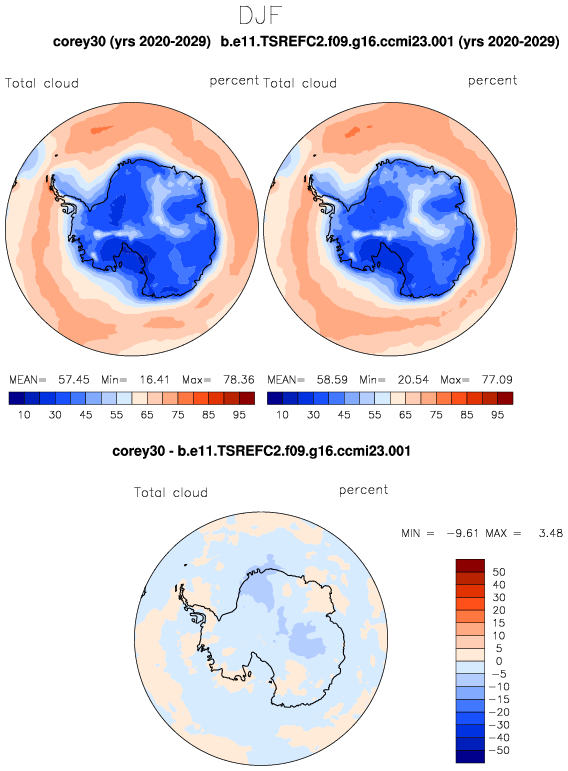 DJF
corey30 (yrs 2020-2029) b.e11.TSREFC2.f09.g16.ccmi23.001 (yrs 2020-2029)
Total cloud percent Total cloud percent
MEAN= 57.45 Min= 16.41 Max= 78.36 MEAN= 58.59 Min= 20.54 Max= 77.09
10 30 45 55 65 75 85 95 10 30 45 55 65 75 85 95
corey30 - b.e11.TSREFC2.f09.g16.ccmi23.001
Total cloud percent
MIN = -9.61 MAX = 3.48
50
40
30
20
15
10
5
0
-5
-10
-15
-20
-30
-40
-50